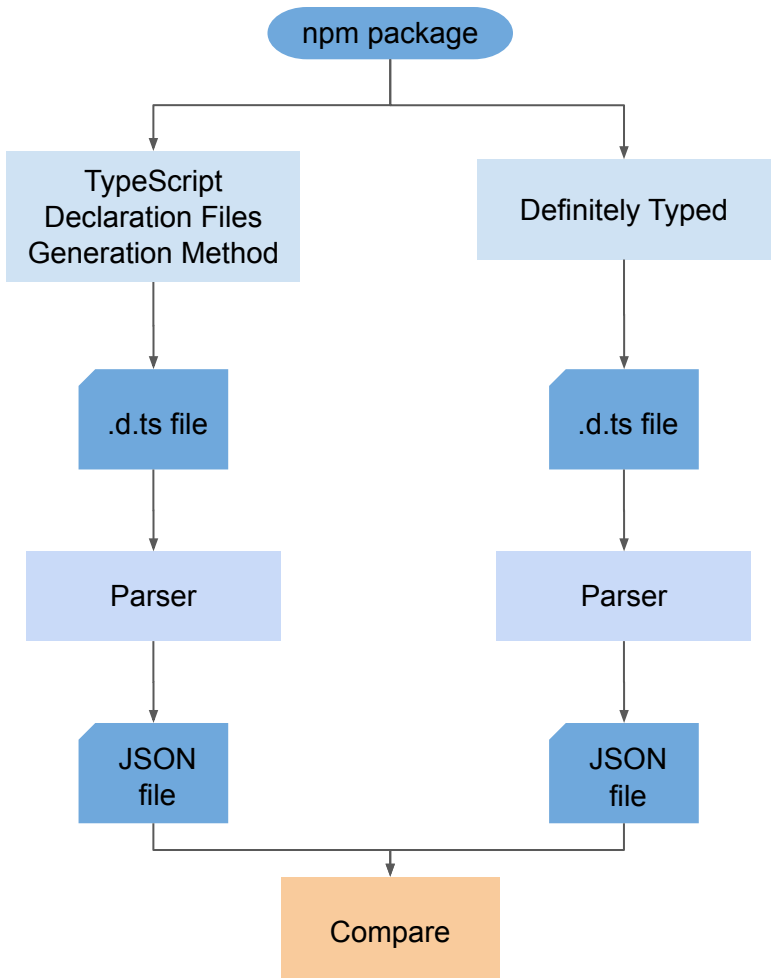 npm package
TypeScript
Declaration Files
Generation Method
Definitely Typed
.d.ts file
.d.ts file
Parser
Parser
JSON
file
JSON
file
Compare